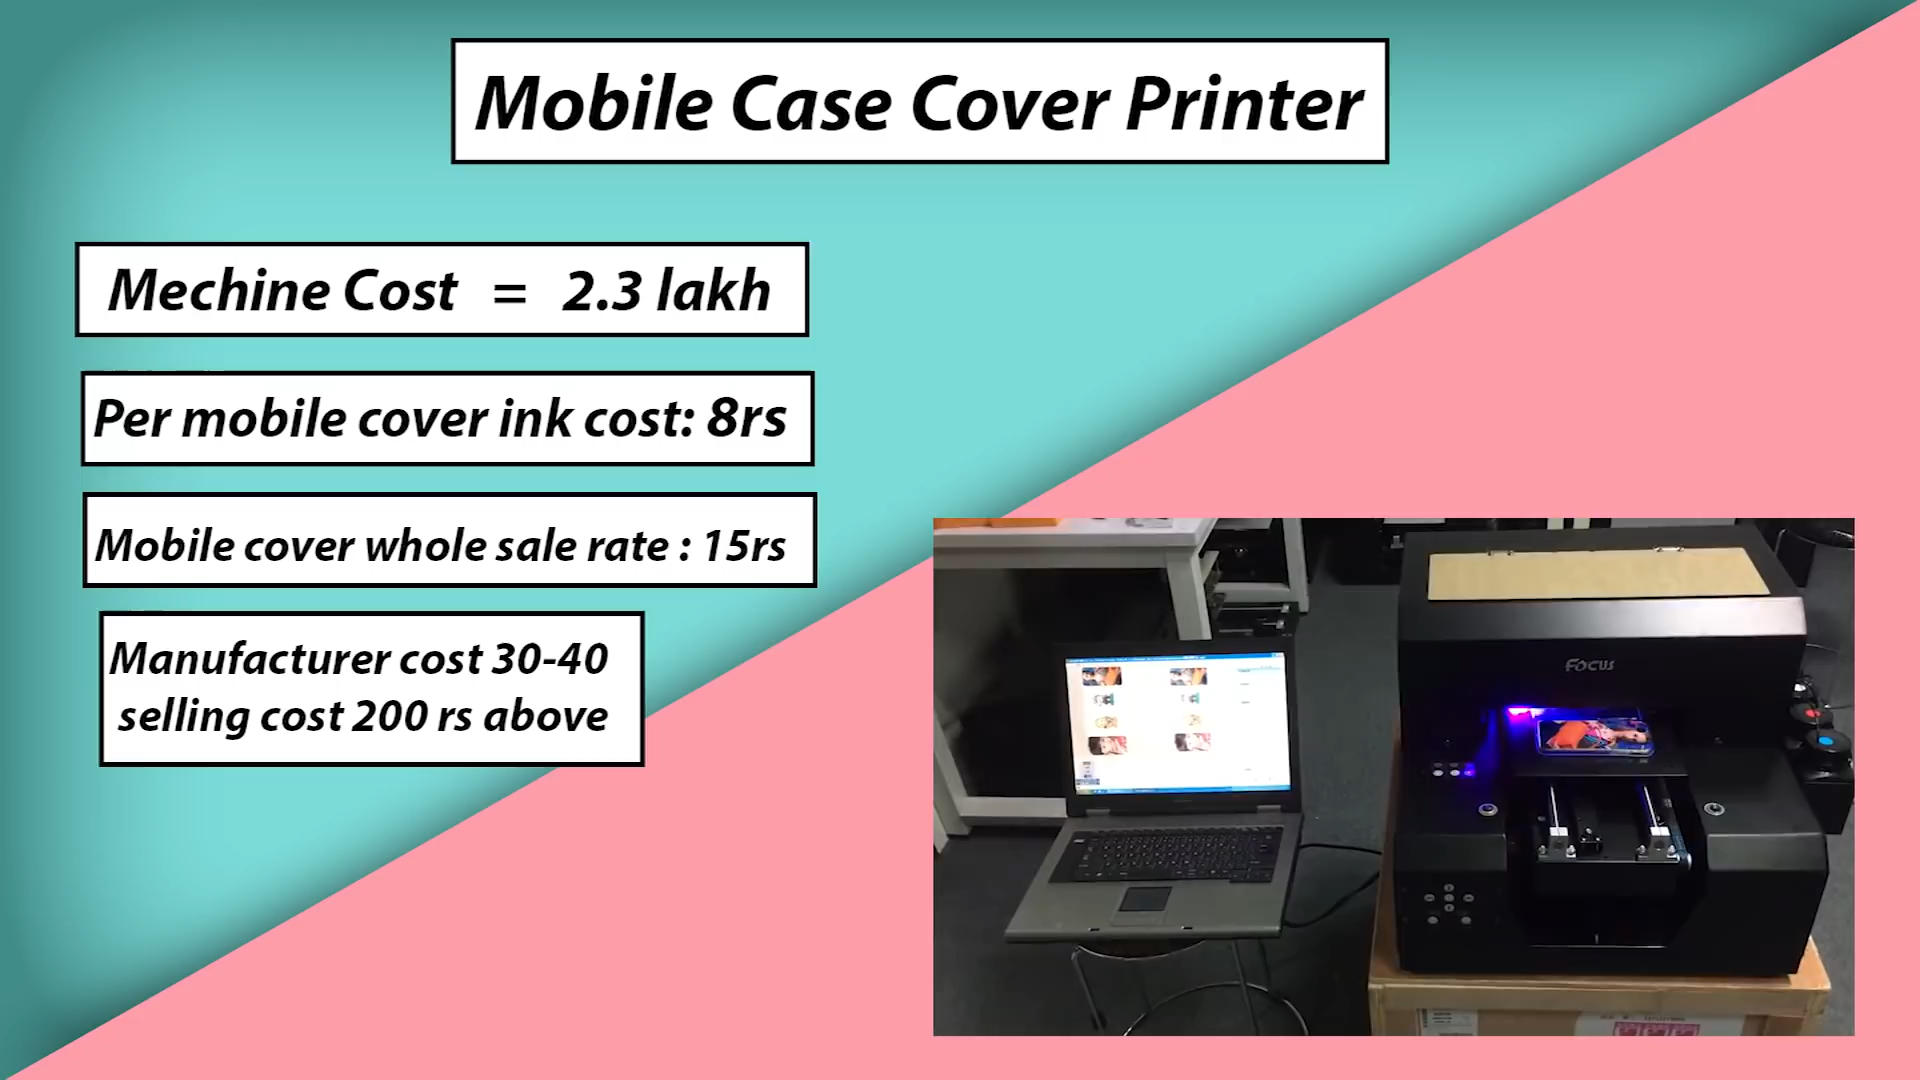 Mobile Case Cover Printer
Mechine Cost = 2.3 lakh
Per mobile cover ink cost: 8rs
Mobile cover whole sale rate : 15rs
Manufacturer cost 30-40
selling cost 200 rs above
Focus